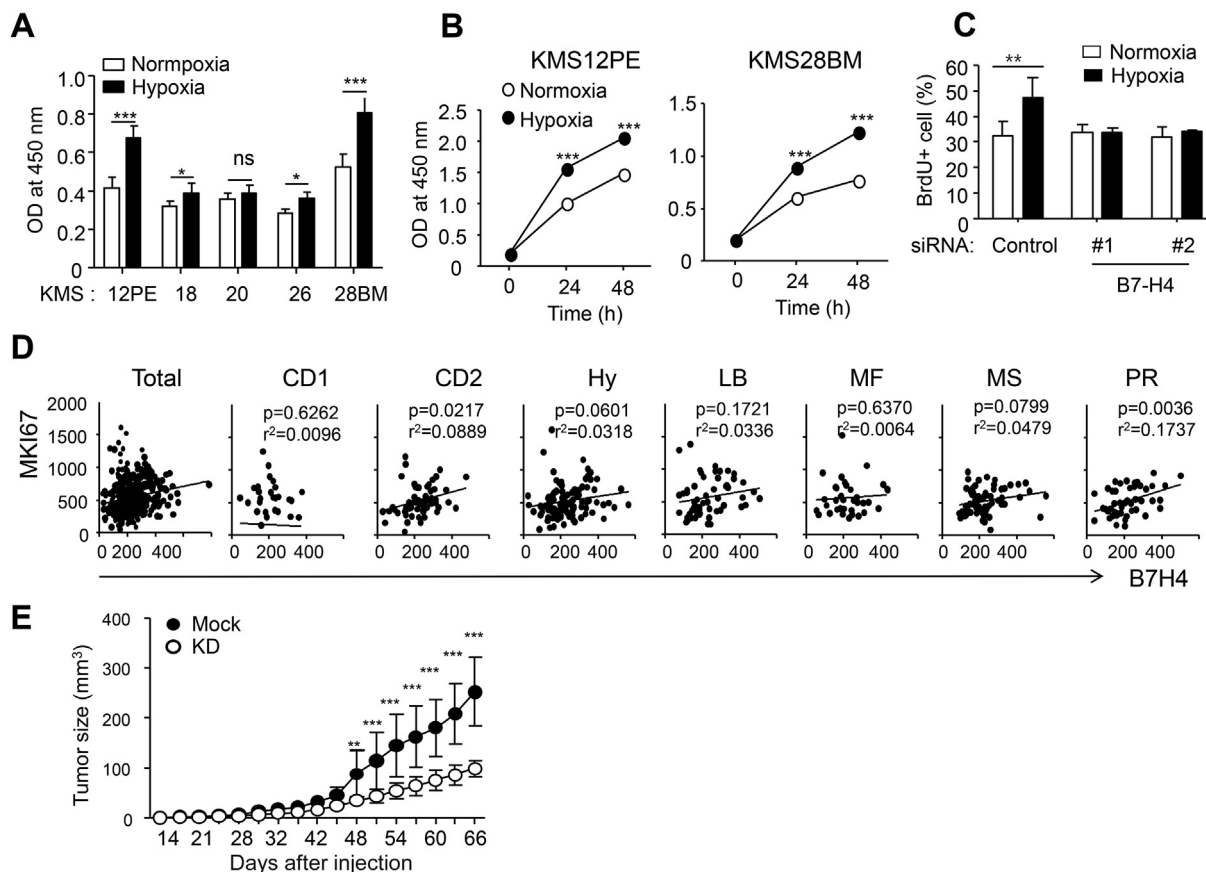 A
Normpoxia
Hypoxia
OD at 450 nm
1.0
0.8
0.6
0.4
0.2
0
***
*
ns
*
***
KMS : 12PE 18 20 26 28BM
B
KMS12PE
Normoxia
Hypoxia
OD at 450 nm
2.5
2.0
1.5
1.0
0.5
0
***
***
0 24 48
Time (h)
KMS28BM
1.5
1.0
0.5
0
***
***
0 24 48
Time (h)
C
Normoxia
Hypoxia
BrdU+ cell (%)
60
50
40
30
20
10
0
**
siRNA: Control #1 #2
B7-H4
D
Total CD1 CD2 Hy LB MF MS PR
p=0.6262 p=0.0217 p=0.0601 p=0.1721 p=0.6370 p=0.0799 p=0.0036
r²=0.0096 r²=0.0889 r²=0.0318 r²=0.0336 r²=0.0064 r²=0.0479 r²=0.1737
MKI67
2000
1500
1000
500
0
0 200 400 600 0 200 400 0 200 400 0 200 400 0 200 400 0 200 400 0 200 400 0 200 400
B7H4
E
Mock
KD
Tumor size (mm³)
400
300
200
100
0
** *** *** *** *** *** ***
14 21 28 32 42 48 54 60 66
Days after injection